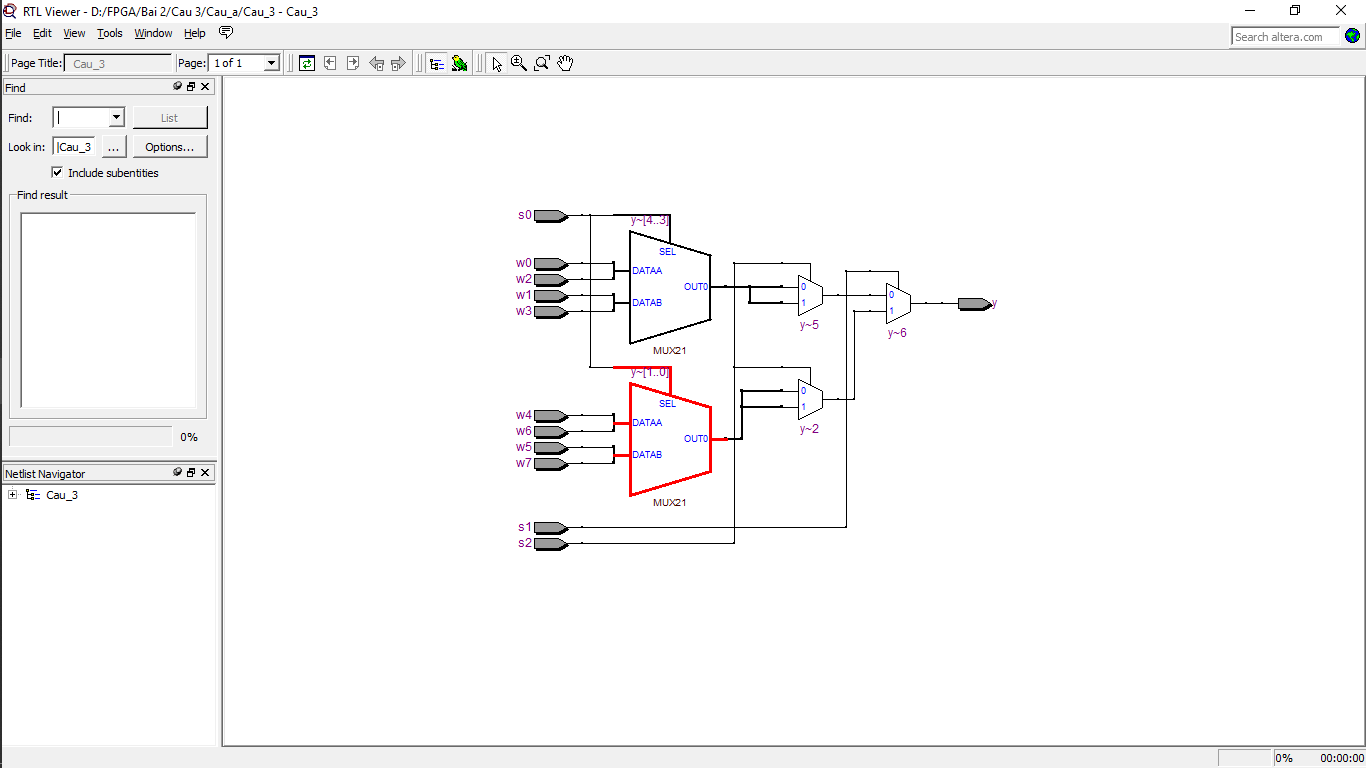 RTL Viewer - D:/FPGA/Bai 2/Cau 3/Cau_a/Cau_3 - Cau_3
File Edit View Tools Window Help
Search altera.com
Page Title: Cau_3 Page: 1 of 1
Find
Find: List
Look in: |Cau_3 ... Options...
Include subentities
Find result
0%
Netlist Navigator
Cau_3
s0
y~[4..3]
SEL
w0
DATAA
w2
OUT0
w1
DATAB
w3
MUX21
0
1
y~5
0
1
y~6
y
y~[1..0]
SEL
w4
DATAA
w6
OUT0
w5
DATAB
w7
MUX21
0
1
y~2
s1
s2
0% 00:00:00